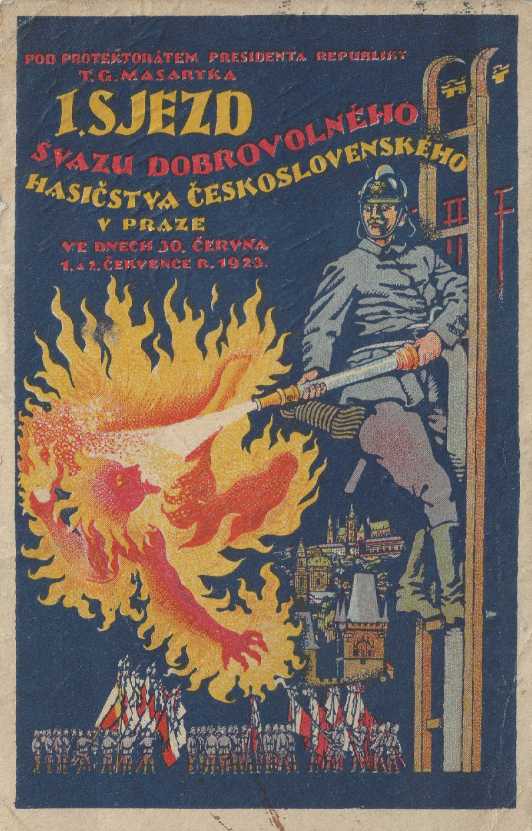 POD PROTEKTORÁTEM PRESIDENTA REPUBLIKY
T. G. MASARYKA
I. SJEZD
SVAZU DOBROVOLNÉHO
HASIČSTVA ČESKOSLOVENSKÉHO
V PRAZE
VE DNECH 30. ČERVNA
1. A 2. ČERVENCE R. 1923.